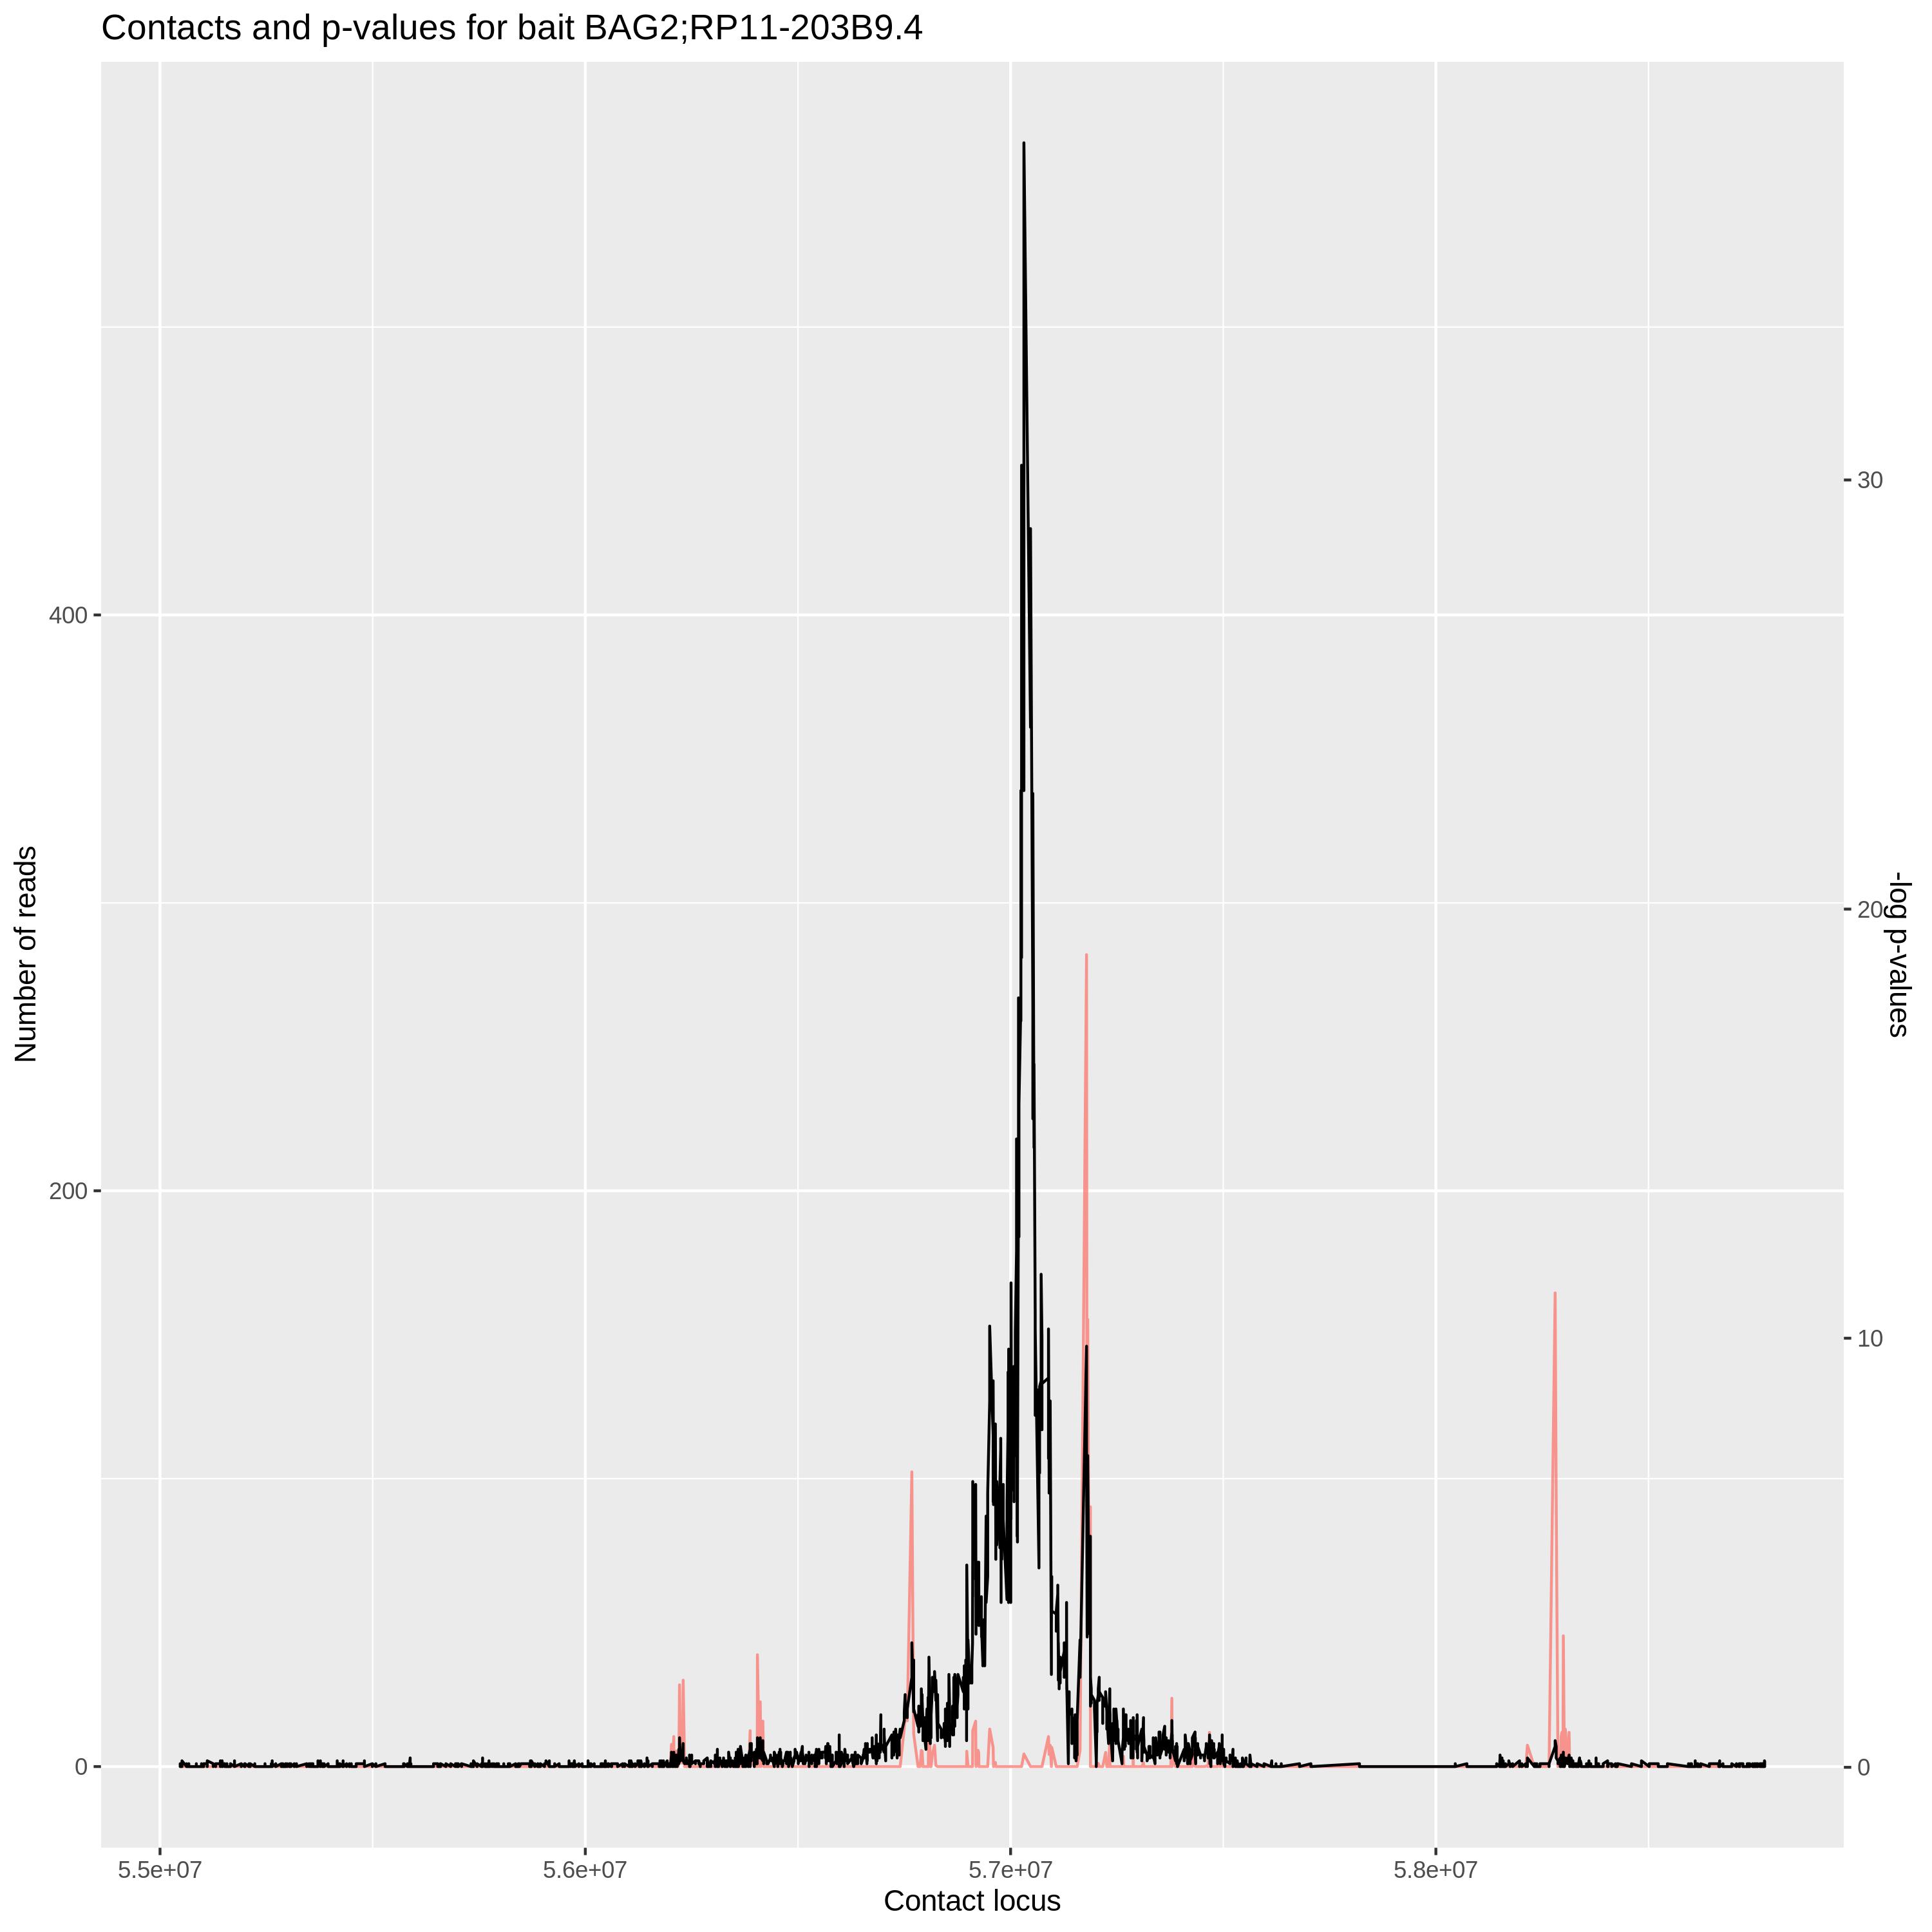 Contacts and p-values for bait BAG2;RP11-203B9.4
Number of reads
400
200
0
30
20
10
0
-log p-values
5.5e+07 5.6e+07 5.7e+07 5.8e+07
Contact locus